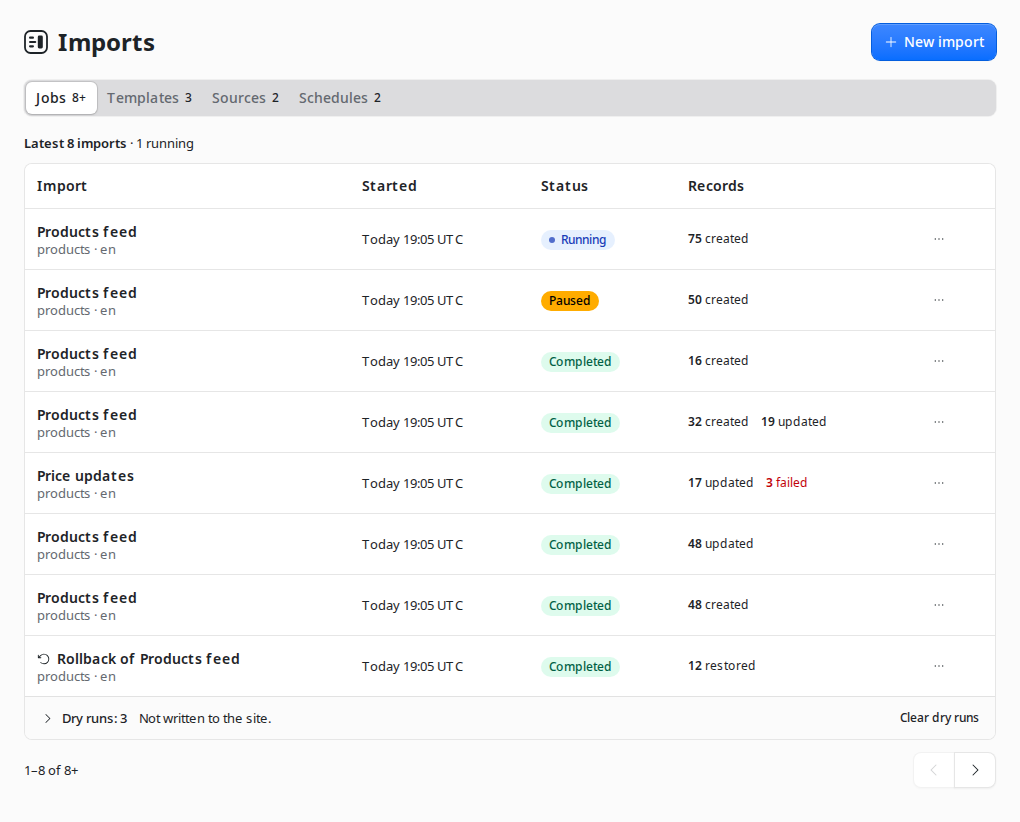 Imports
+ New import
Jobs 8+ Templates 3 Sources 2 Schedules 2
Latest 8 imports · 1 running
Import Started Status Records
Products feed
products · en
Today 19:05 UTC
Running
75 created
...
Products feed
products · en
Today 19:05 UTC
Paused
50 created
...
Products feed
products · en
Today 19:05 UTC
Completed
16 created
...
Products feed
products · en
Today 19:05 UTC
Completed
32 created 19 updated
...
Price updates
products · en
Today 19:05 UTC
Completed
17 updated 3 failed
...
Products feed
products · en
Today 19:05 UTC
Completed
48 updated
...
Products feed
products · en
Today 19:05 UTC
Completed
48 created
...
Rollback of Products feed
products · en
Today 19:05 UTC
Completed
12 restored
...
Dry runs: 3 Not written to the site. Clear dry runs
1–8 of 8+